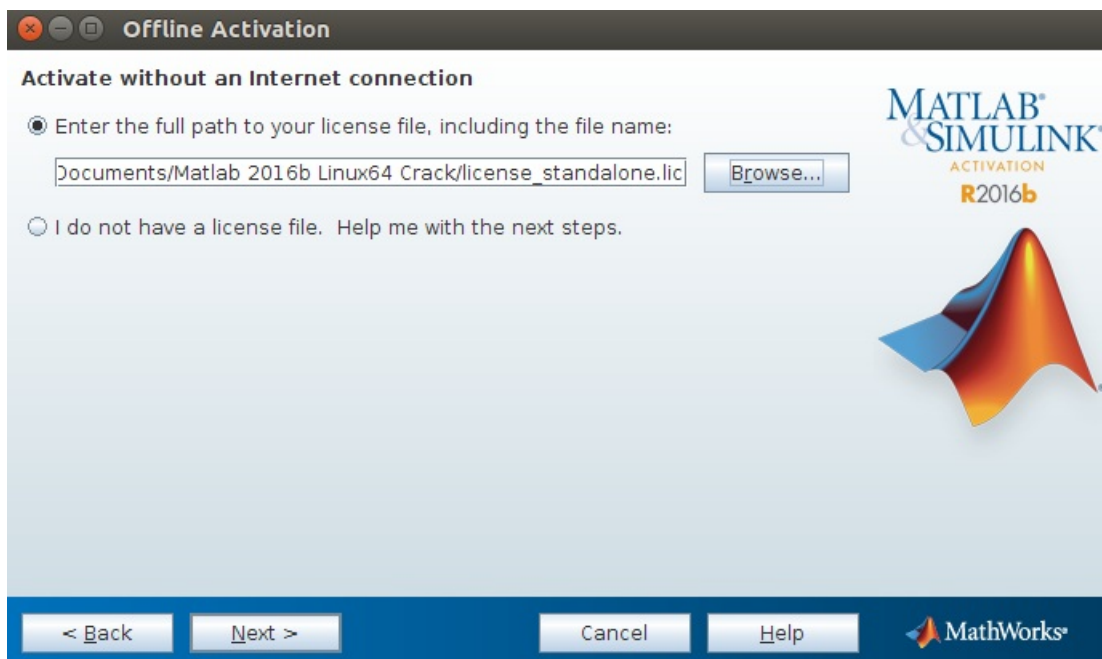 Offline Activation
Activate without an Internet connection
Enter the full path to your license file, including the file name:
Documents/Matlab 2016b Linux64 Crack/license_standalone.lic
Browse...
I do not have a license file. Help me with the next steps.
MATLAB®
&SIMULINK®
ACTIVATION
R2016b
< Back
Next >
Cancel
Help
MathWorks®